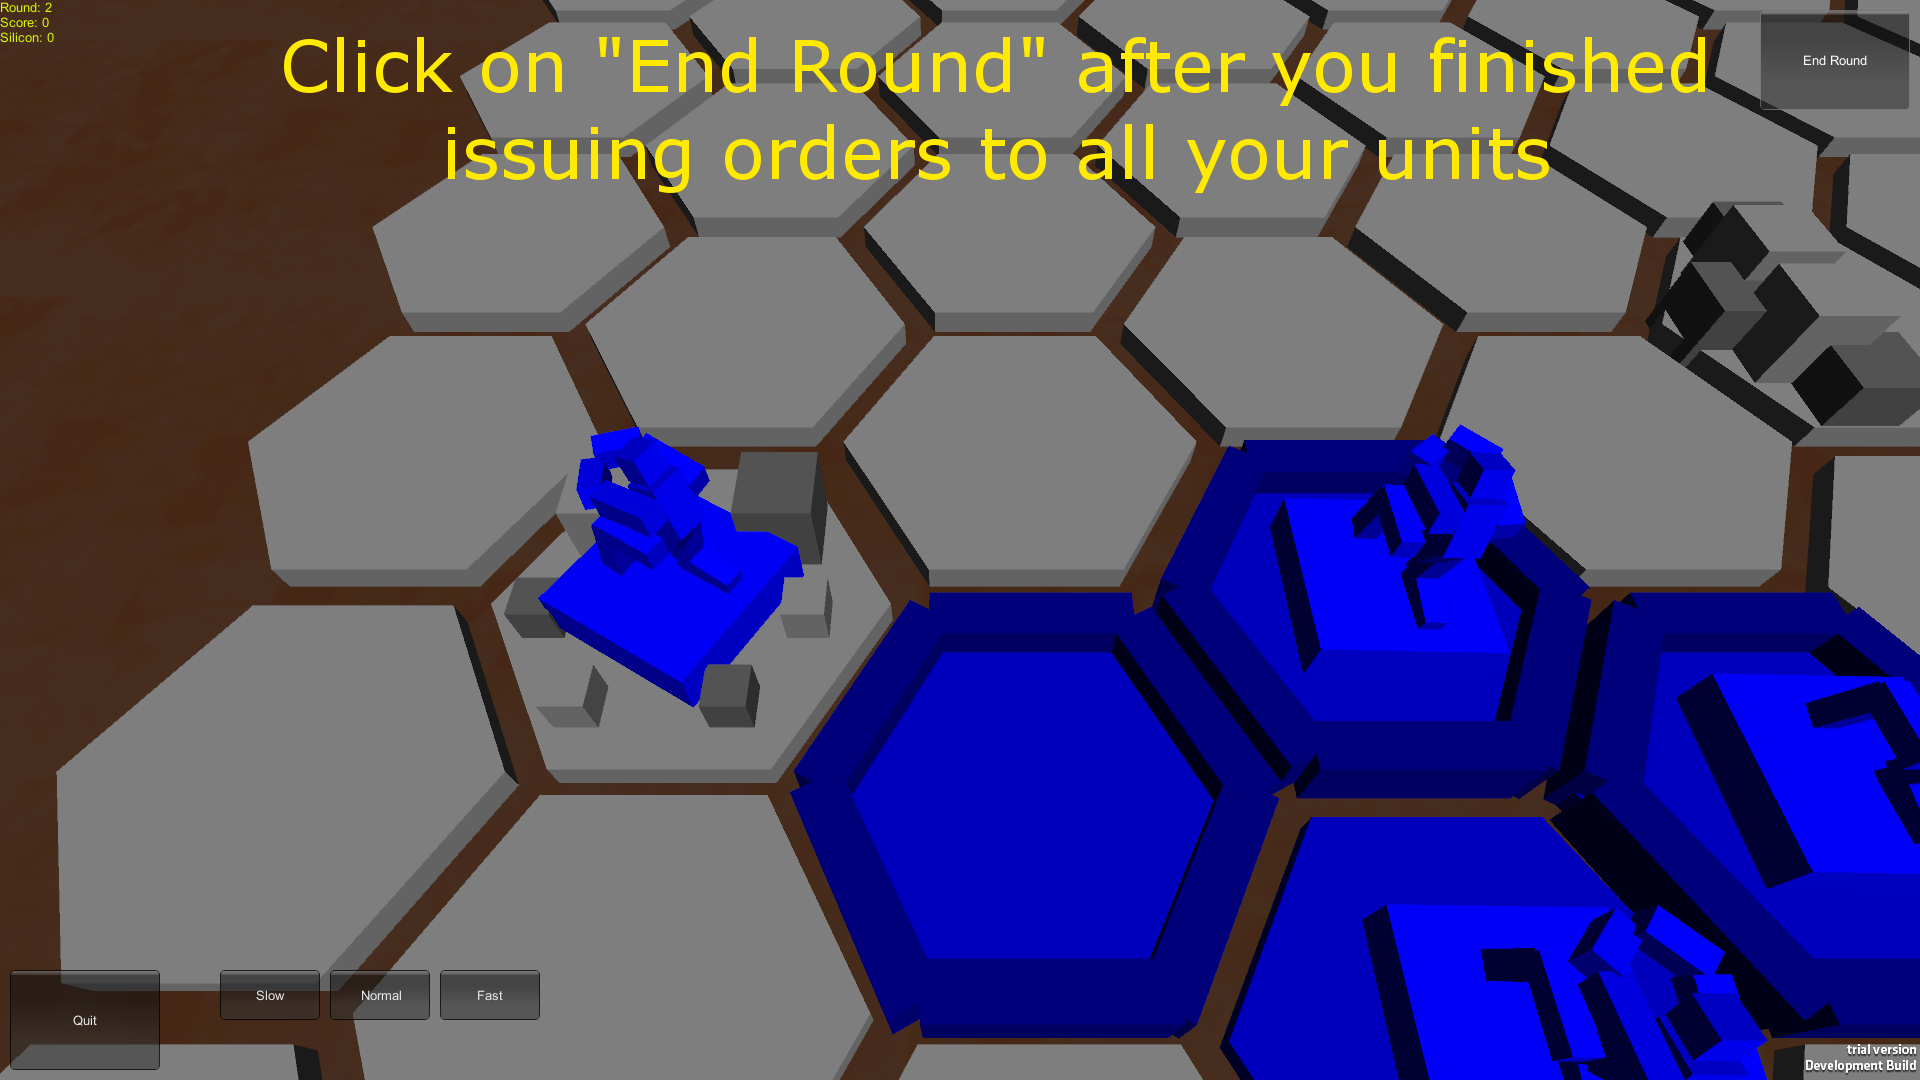 Round: 2
Score: 0
Silicon: 0
Click on "End Round" after you finished
issuing orders to all your units
End Round
Slow
Normal
Fast
Quit
trial version
Development Build